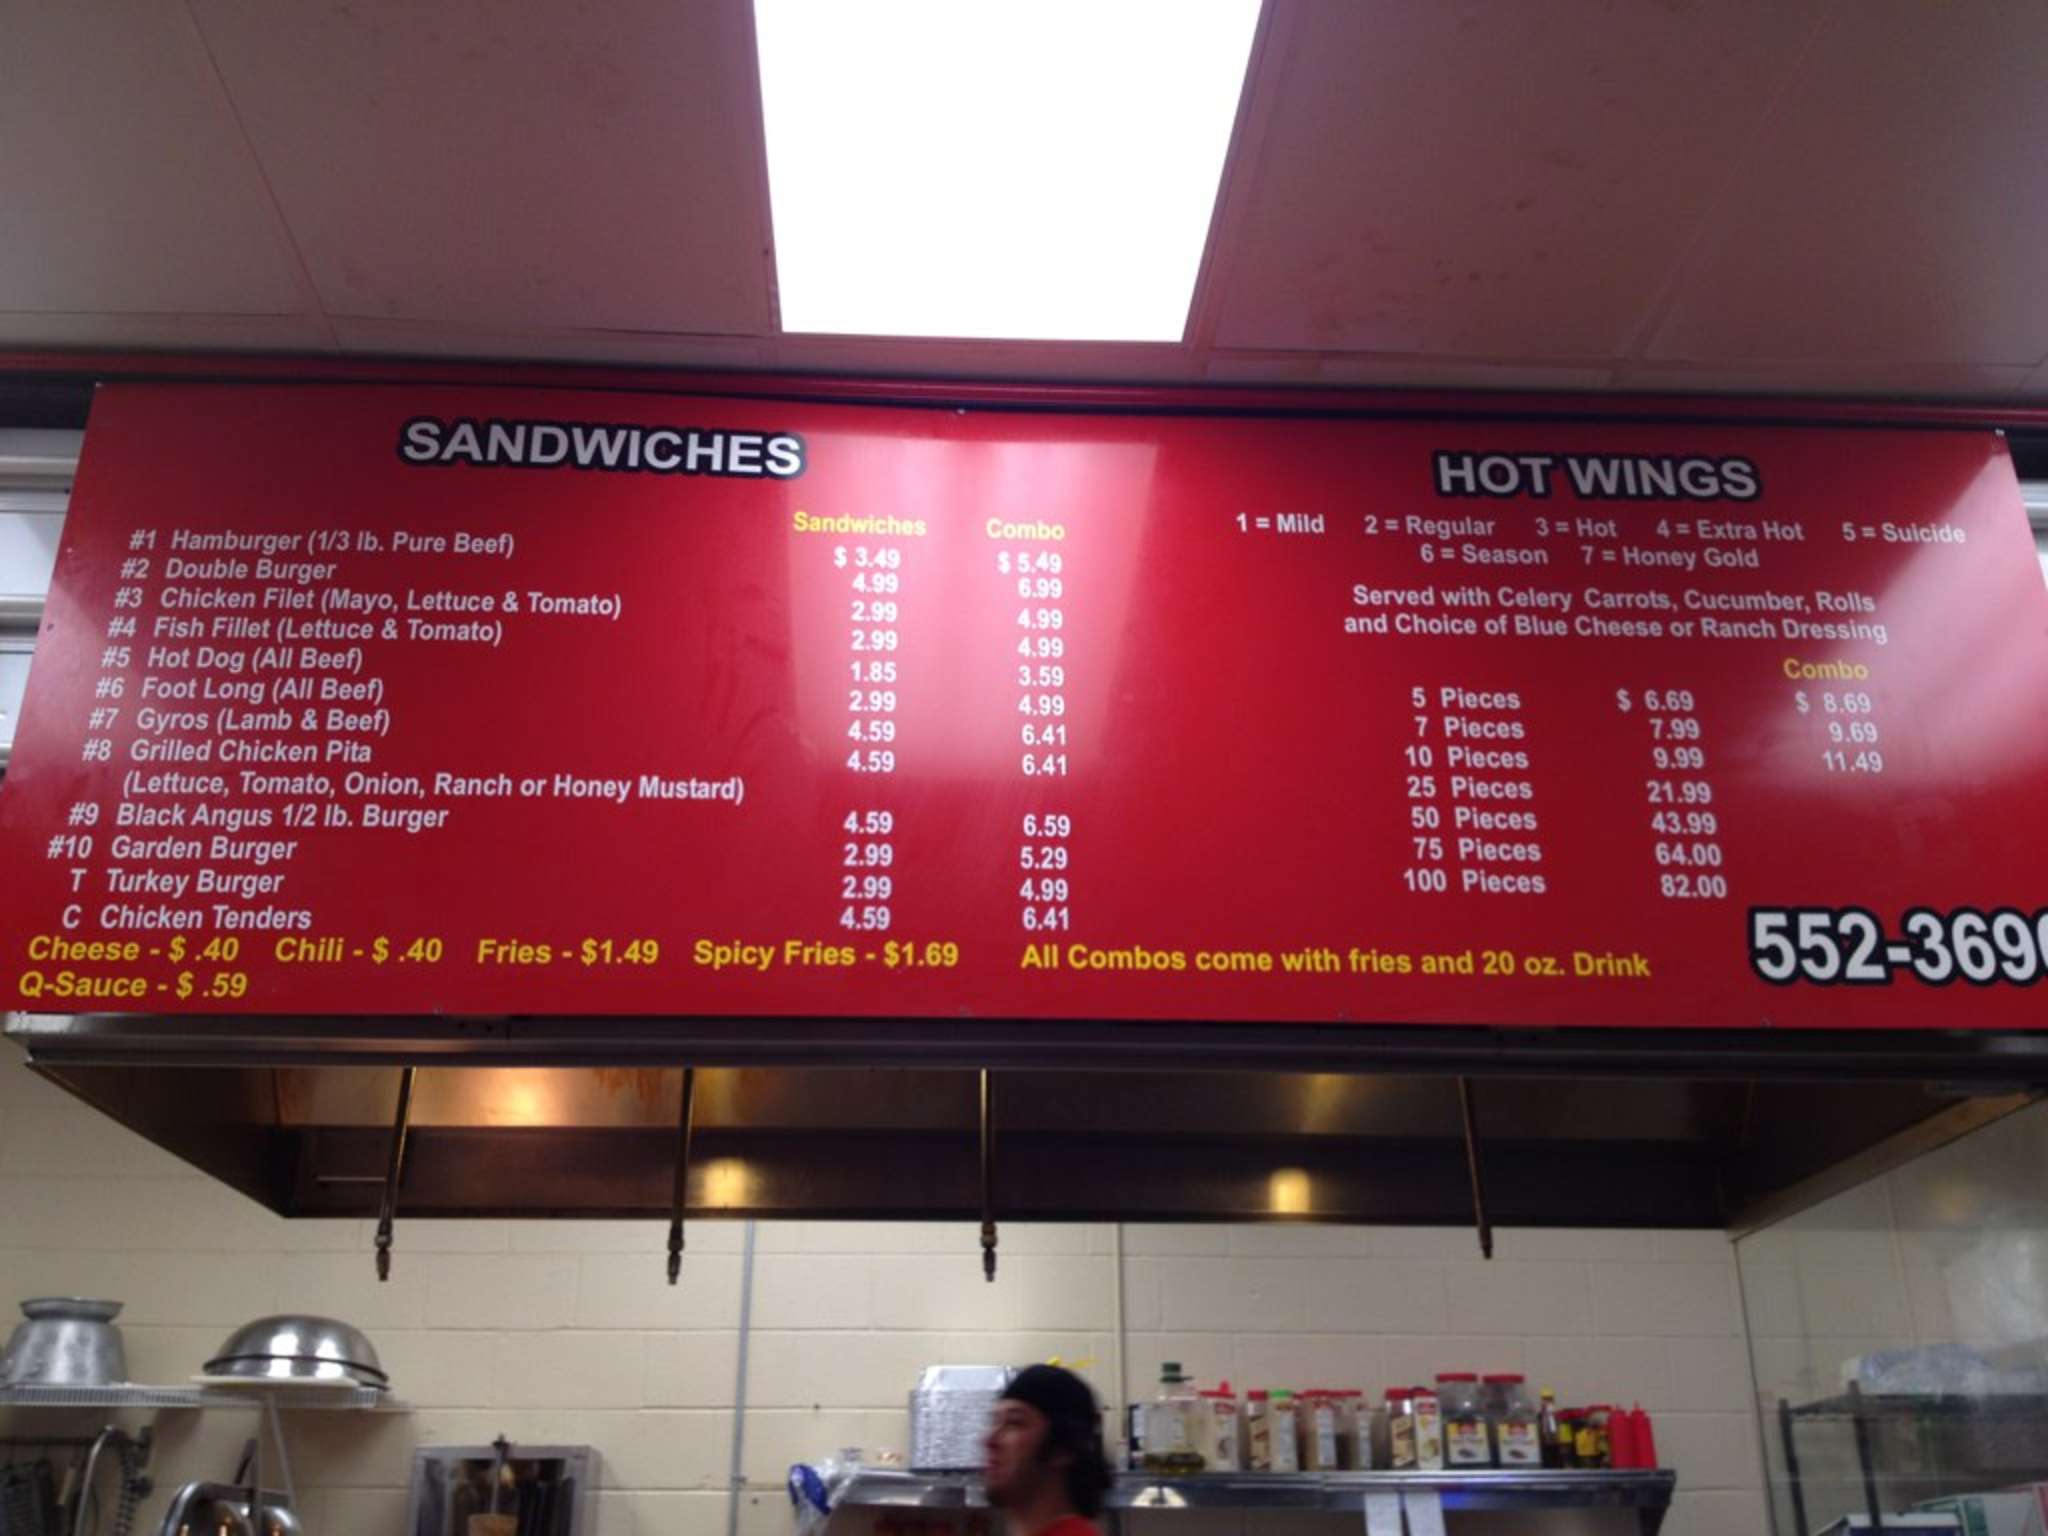 SANDWICHES
Sandwiches Combo
#1 Hamburger (1/3 lb. Pure Beef) $ 3.49 $ 5.49
#2 Double Burger 4.99 6.99
#3 Chicken Filet (Mayo, Lettuce & Tomato) 2.99 4.99
#4 Fish Fillet (Lettuce & Tomato) 2.99 4.99
#5 Hot Dog (All Beef) 1.85 3.59
#6 Foot Long (All Beef) 2.99 4.99
#7 Gyros (Lamb & Beef) 4.59 6.41
#8 Grilled Chicken Pita 4.59 6.41
(Lettuce, Tomato, Onion, Ranch or Honey Mustard)
#9 Black Angus 1/2 lb. Burger 4.59 6.59
#10 Garden Burger 2.99 5.29
T Turkey Burger 2.99 4.99
C Chicken Tenders 4.59 6.41
Cheese - $ .40 Chili - $ .40 Fries - $1.49 Spicy Fries - $1.69
Q-Sauce - $ .59
HOT WINGS
1 = Mild 2 = Regular 3 = Hot 4 = Extra Hot 5 = Suicide
6 = Season 7 = Honey Gold
Served with Celery Carrots, Cucumber, Rolls
and Choice of Blue Cheese or Ranch Dressing
Combo
5 Pieces $ 6.69 $ 8.69
7 Pieces 7.99 9.69
10 Pieces 9.99 11.49
25 Pieces 21.99
50 Pieces 43.99
75 Pieces 64.00
100 Pieces 82.00
All Combos come with fries and 20 oz. Drink
552-369